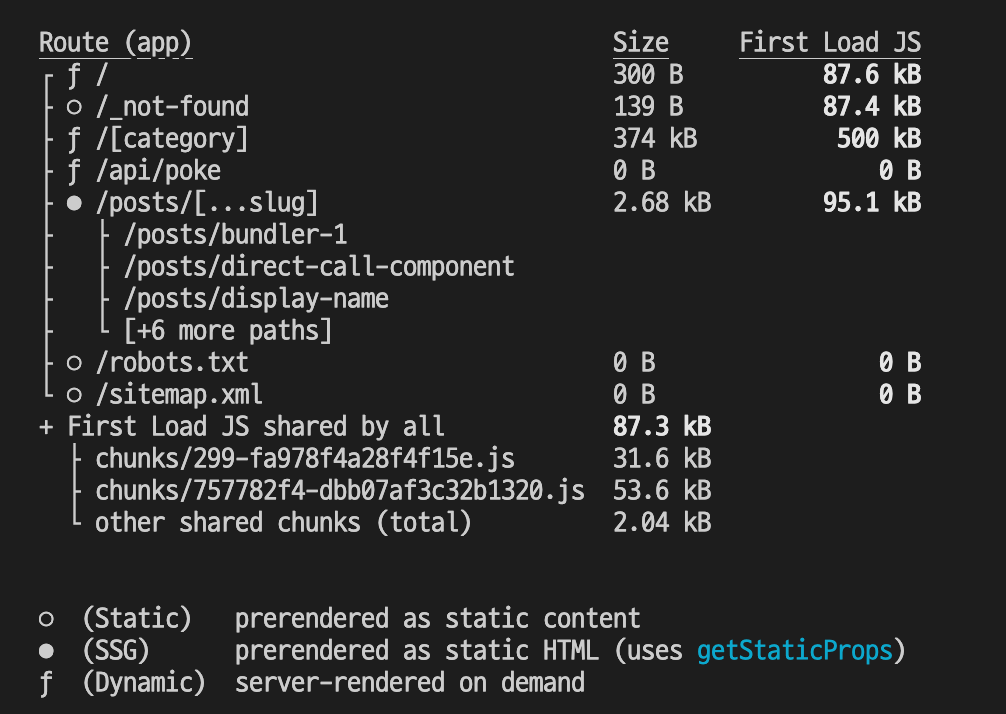 Route (app)                                Size     First Load JS
┌ ƒ /                                      300 B          87.6 kB
├ ○ /_not-found                            139 B          87.4 kB
├ ƒ /[category]                            374 kB          500 kB
├ ƒ /api/poke                              0 B                0 B
├ ● /posts/[...slug]                       2.68 kB        95.1 kB
├   ├ /posts/bundler-1
├   ├ /posts/direct-call-component
├   ├ /posts/display-name
├   └ [+6 more paths]
├ ○ /robots.txt                            0 B                0 B
└ ○ /sitemap.xml                           0 B                0 B
+ First Load JS shared by all              87.3 kB
  ├ chunks/299-fa978f4a28f4f15e.js         31.6 kB
  ├ chunks/757782f4-dbb07af3c32b1320.js    53.6 kB
  └ other shared chunks (total)            2.04 kB
○  (Static)   prerendered as static content
●  (SSG)      prerendered as static HTML (uses getStaticProps)
ƒ  (Dynamic)  server-rendered on demand